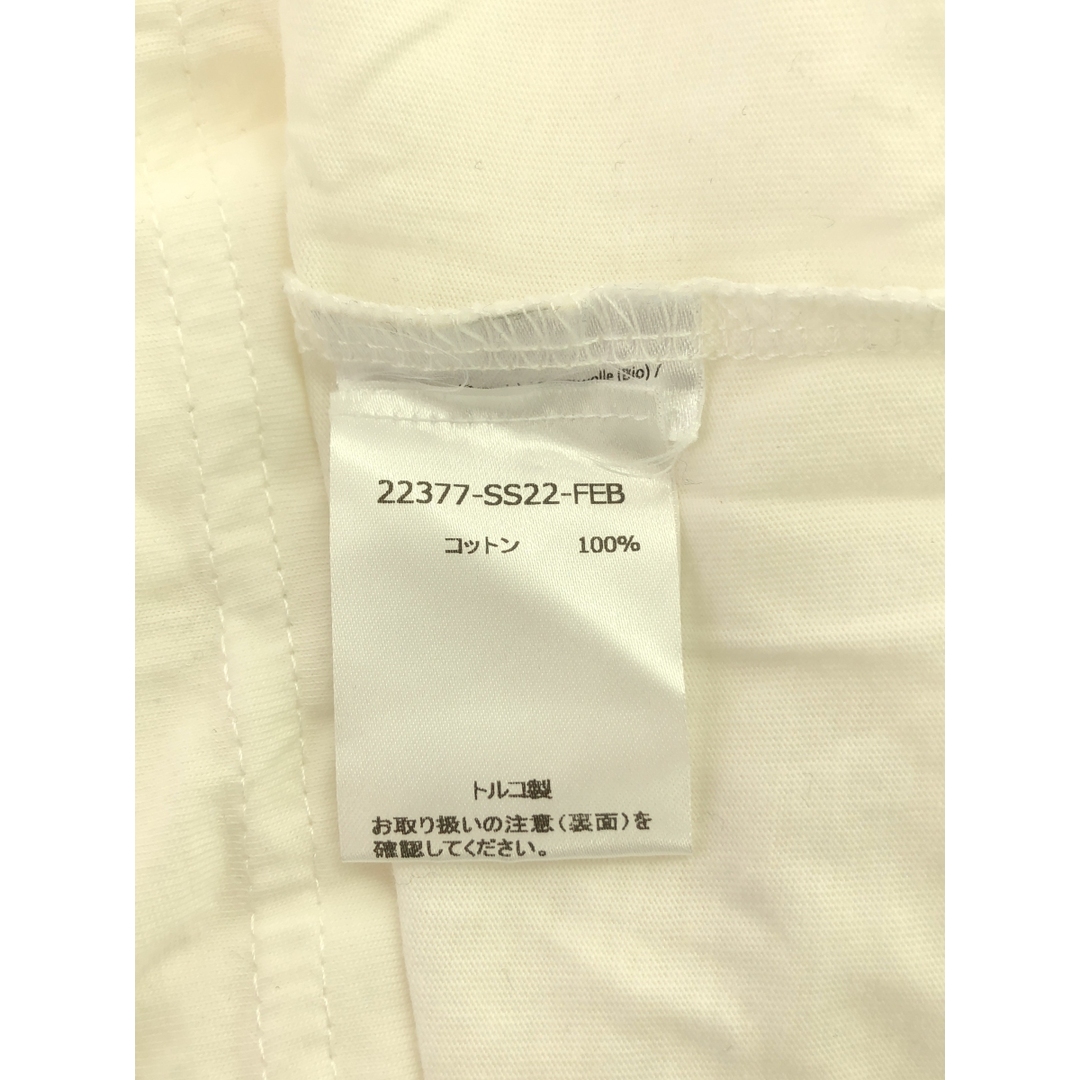 (Bio) /
22377-SS22-FEB
コットン 100%
トルコ製
お取り扱いの注意(裏面)を
確認してください。